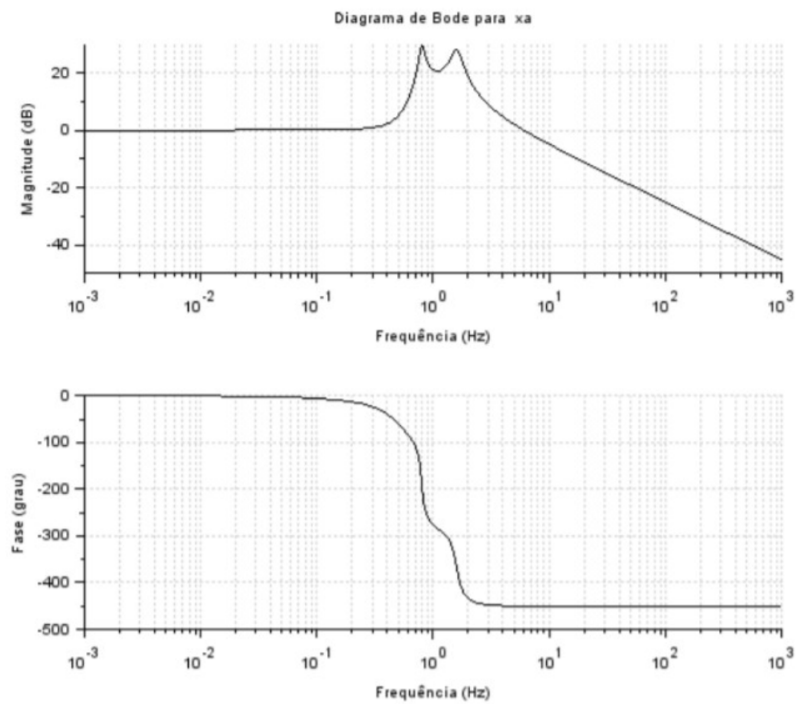 Diagrama de Bode para xa
Magnitude (dB)
20
0
-20
-40
10^-3 10^-2 10^-1 10^0 10^1 10^2 10^3
Frequência (Hz)
Fase (grau)
0
-100
-200
-300
-400
-500
10^-3 10^-2 10^-1 10^0 10^1 10^2 10^3
Frequência (Hz)